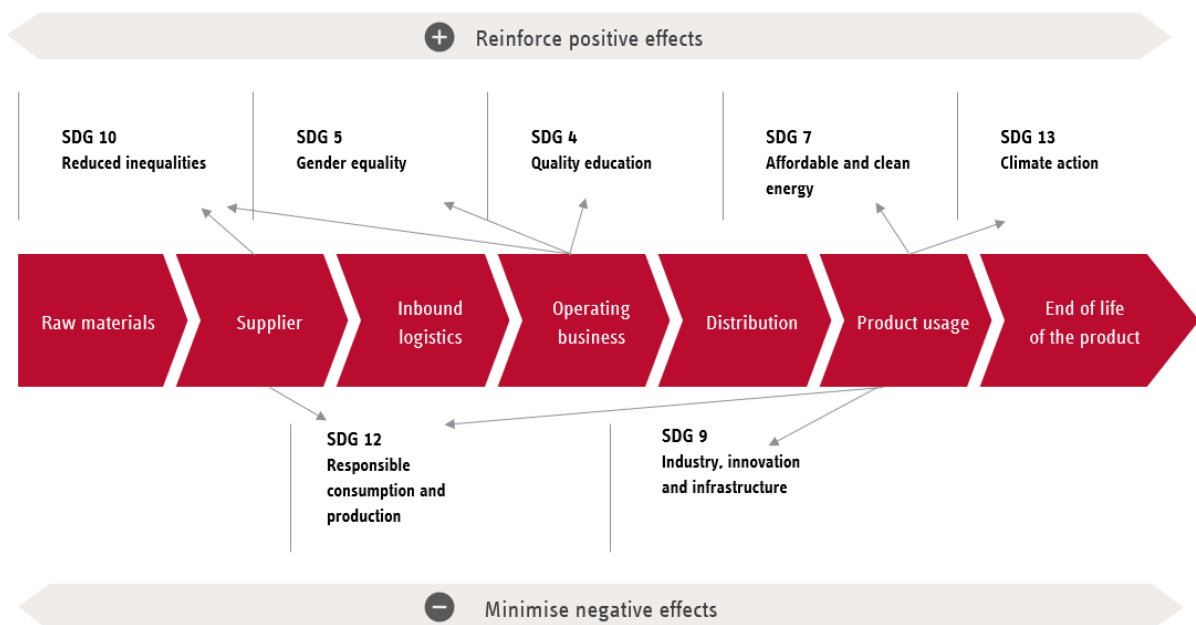 + Reinforce positive effects
SDG 10
Reduced inequalities
SDG 5
Gender equality
SDG 4
Quality education
SDG 7
Affordable and clean
energy
SDG 13
Climate action
Raw materials
Supplier
Inbound
logistics
Operating
business
Distribution
Product usage
End of life
of the product
SDG 12
Responsible
consumption and
production
SDG 9
Industry, innovation
and infrastructure
− Minimise negative effects